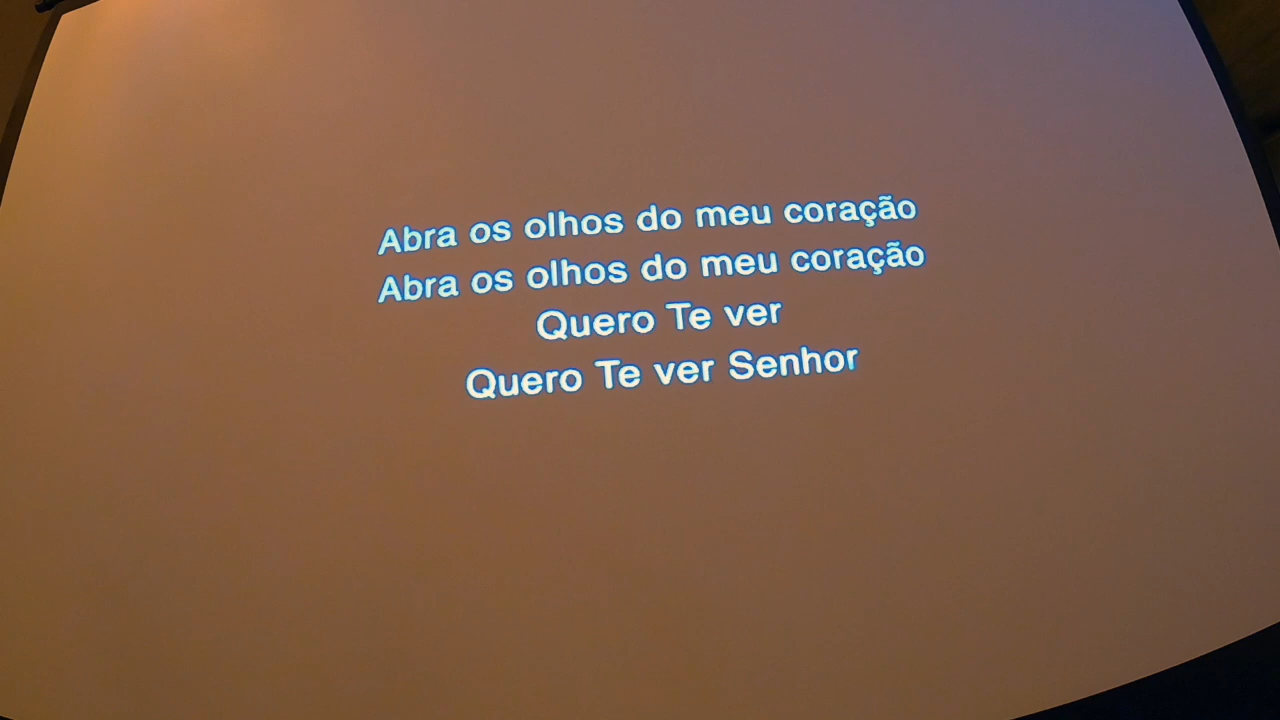 Abra os olhos do meu coração
Abra os olhos do meu coração
Quero Te ver
Quero Te ver Senhor